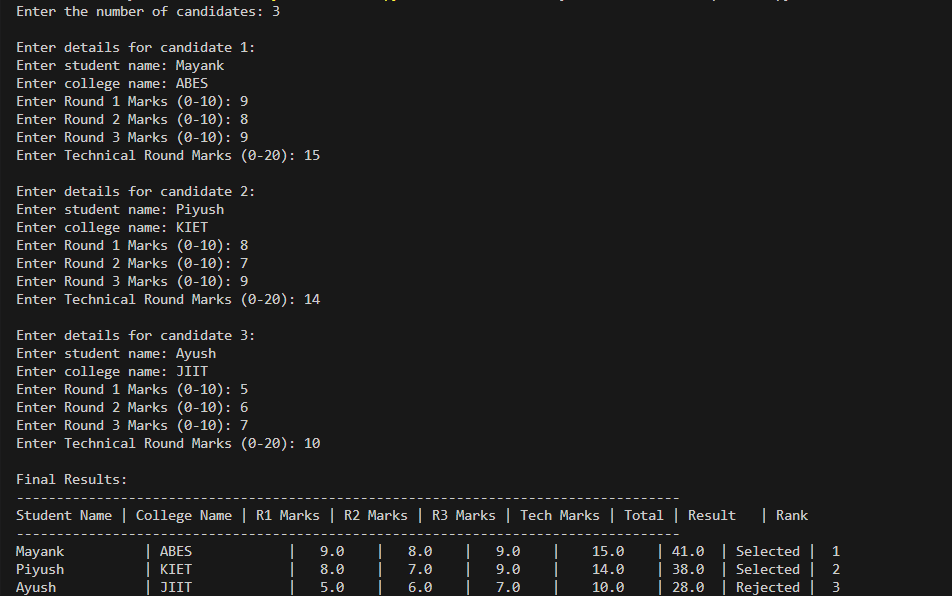 Enter the number of candidates: 3
Enter details for candidate 1:
Enter student name: Mayank
Enter college name: ABES
Enter Round 1 Marks (0-10): 9
Enter Round 2 Marks (0-10): 8
Enter Round 3 Marks (0-10): 9
Enter Technical Round Marks (0-20): 15
Enter details for candidate 2:
Enter student name: Piyush
Enter college name: KIET
Enter Round 1 Marks (0-10): 8
Enter Round 2 Marks (0-10): 7
Enter Round 3 Marks (0-10): 9
Enter Technical Round Marks (0-20): 14
Enter details for candidate 3:
Enter student name: Ayush
Enter college name: JIIT
Enter Round 1 Marks (0-10): 5
Enter Round 2 Marks (0-10): 6
Enter Round 3 Marks (0-10): 7
Enter Technical Round Marks (0-20): 10
Final Results:
-----------------------------------------------------------------------------------
Student Name | College Name | R1 Marks | R2 Marks | R3 Marks | Tech Marks | Total | Result   | Rank
-----------------------------------------------------------------------------------
Mayank          | ABES            |   9.0    |   8.0    |   9.0    |    15.0    | 41.0  | Selected |  1
Piyush          | KIET            |   8.0    |   7.0    |   9.0    |    14.0    | 38.0  | Selected |  2
Ayush           | JIIT            |   5.0    |   6.0    |   7.0    |    10.0    | 28.0  | Rejected |  3